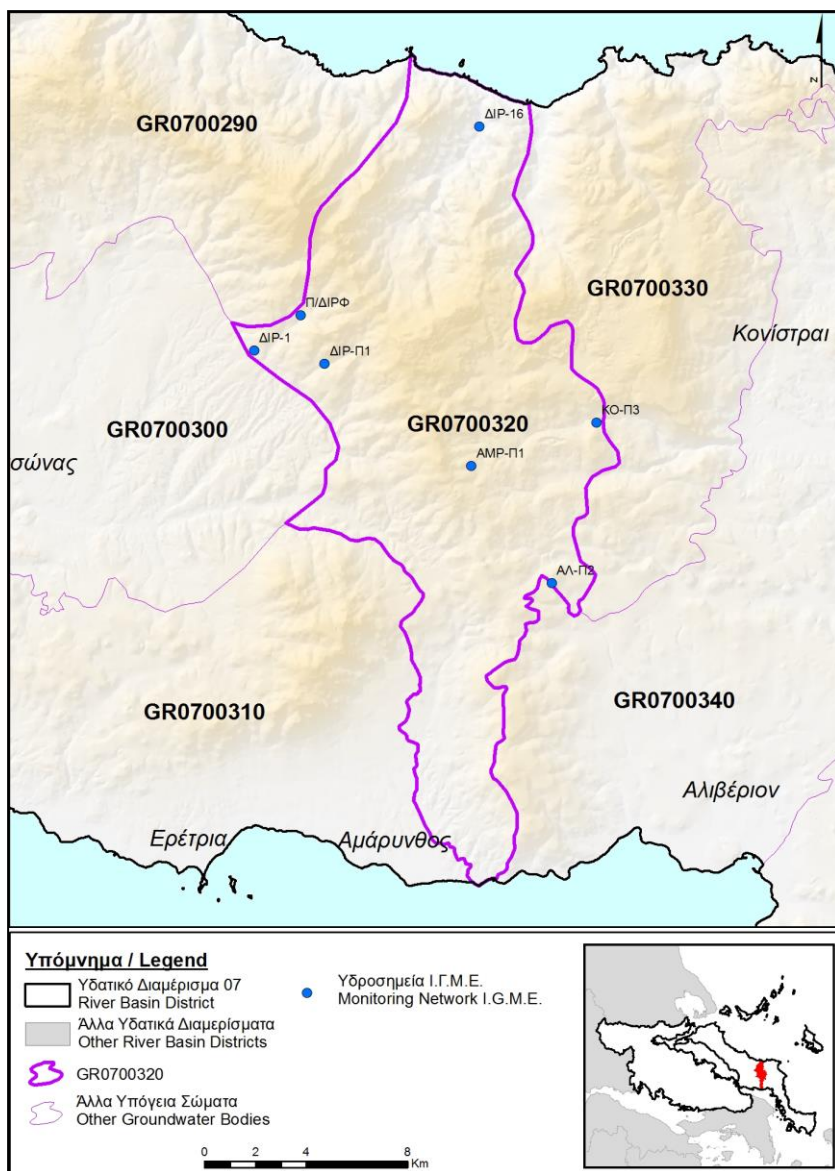 ΔΙΡ-16
GR0700290
GR0700330
Π/ΔΙΡΦ
Κονίστραι
ΔΙΡ-1
ΔΙΡ-Π1
GR0700300
GR0700320
ΚΟ-Π3
σώνας
ΑΜΡ-Π1
ΑΛ-Π2
GR0700310
GR0700340
Αλιβέριον
Ερέτρια
Αμάρυνθος
Z
Υπόμνημα / Legend
Υδατικό Διαμέρισμα 07
River Basin District
Άλλα Υδατικά Διαμερίσματα
Other River Basin Districts
GR0700320
Άλλα Υπόγεια Σώματα
Other Groundwater Bodies
Υδροσημεία Ι.Γ.Μ.Ε.
Monitoring Network I.G.M.E.
0 2 4 8
Km